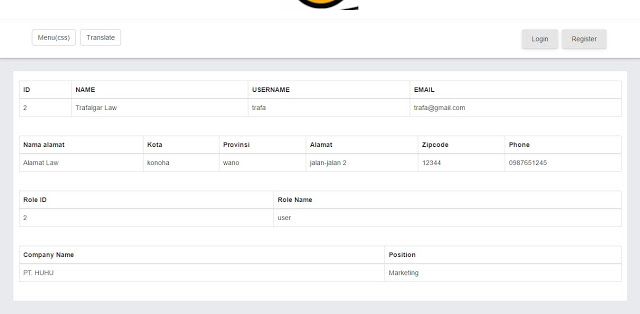 Menu(css) Translate Login Register
ID NAME USERNAME EMAIL
2 Trafalgar Law trafa trafa@gmail.com
Nama alamat Kota Provinsi Alamat Zipcode Phone
Alamat Law konoha wano jalan-jalan 2 12344 0987651245
Role ID Role Name
2 user
Company Name Position
PT. HUHU Marketing